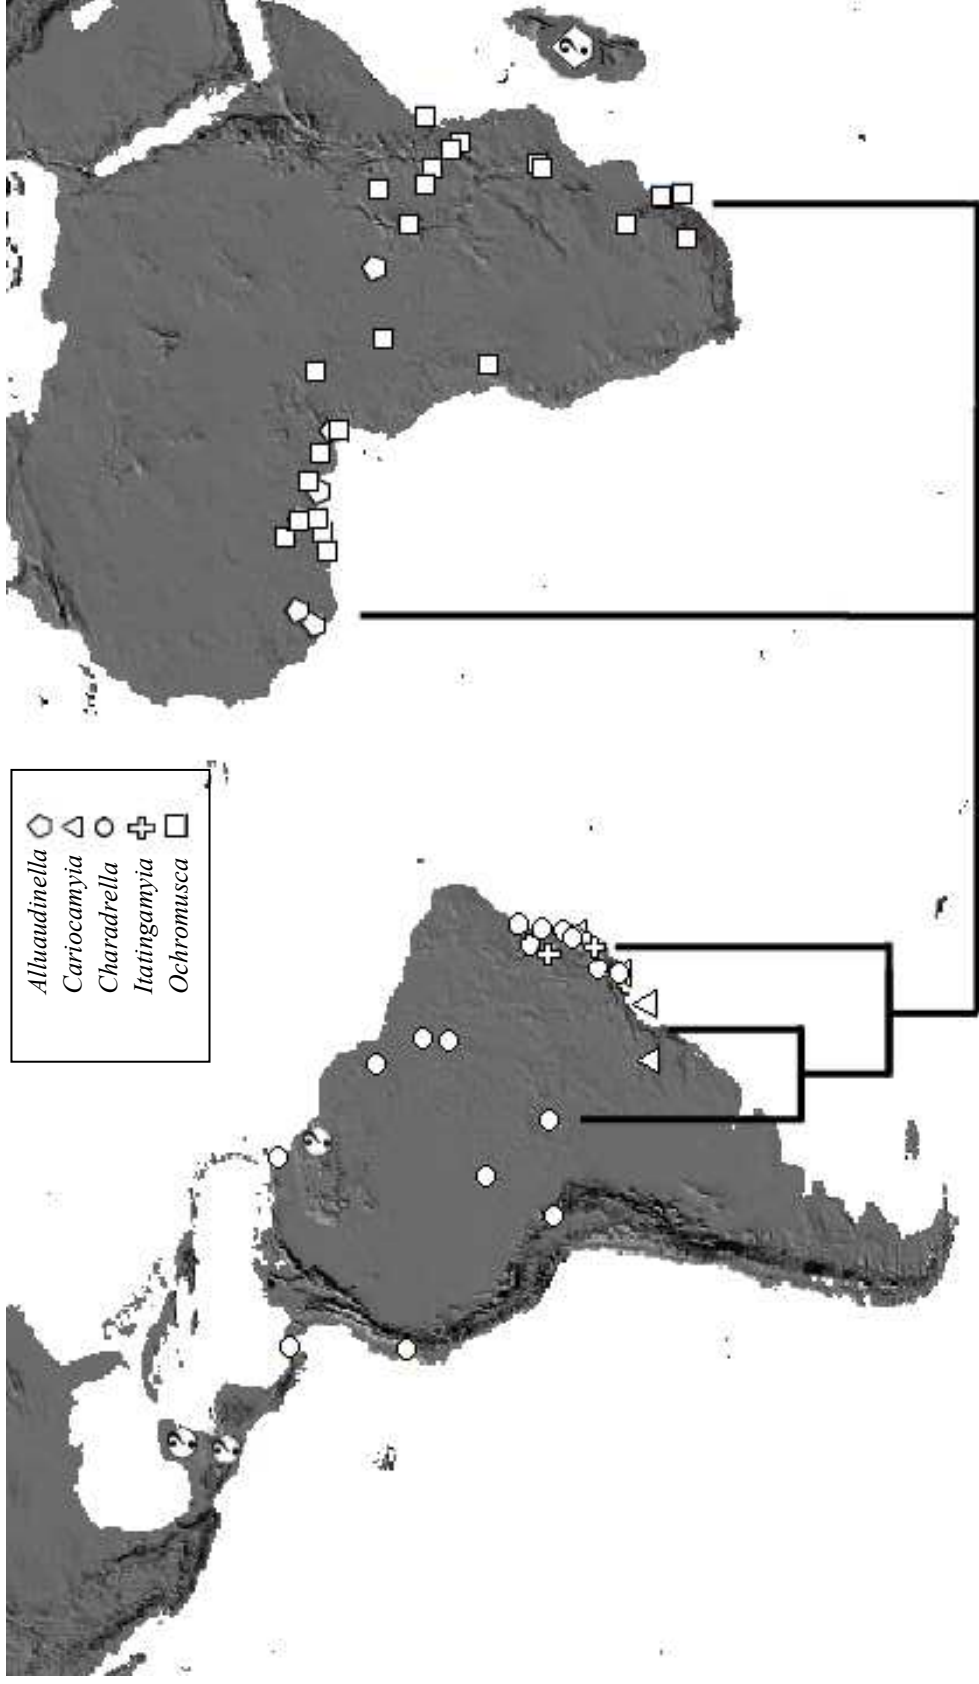 Alluaudinella
Cariocamyia
Charadrella
Itatingamyia
Ochromusca
?
?
?
?